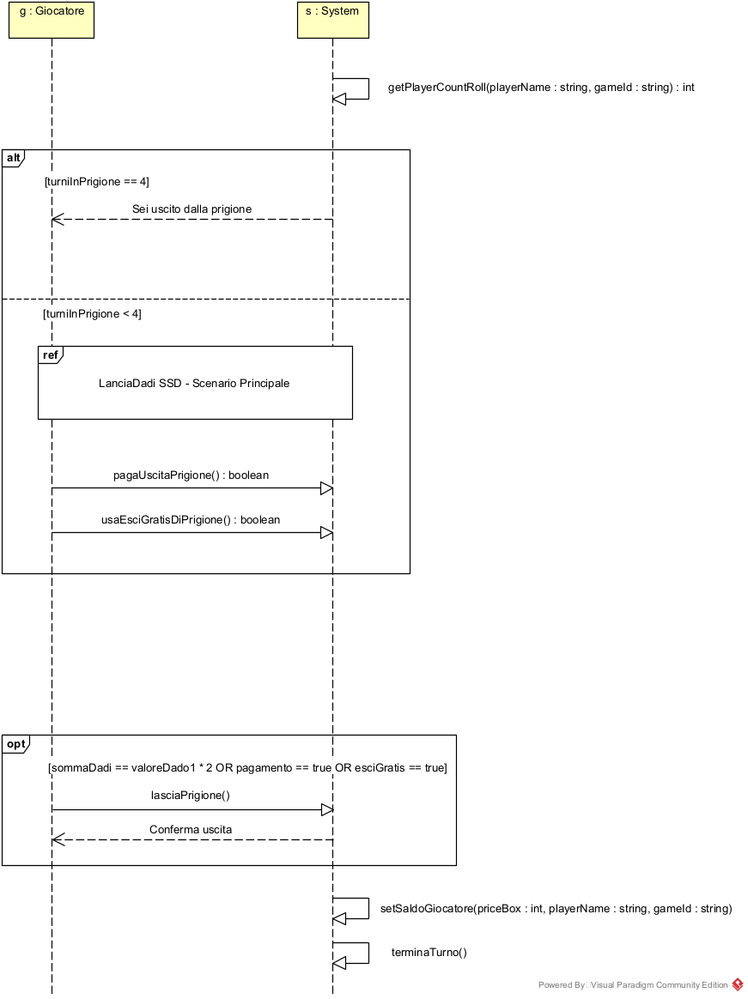 g : Giocatore
s : System
getPlayerCountRoll(playerName : string, gameId : string) : int
alt
[turniInPrigione == 4]
Sei uscito dalla prigione
[turniInPrigione < 4]
ref
LanciaDadi SSD - Scenario Principale
pagaUscitaPrigione() : boolean
usaEsciGratisDiPrigione() : boolean
opt
[sommaDadi == valoreDado1 * 2 OR pagamento == true OR esciGratis == true]
lasciaPrigione()
Conferma uscita
setSaldoGiocatore(priceBox : int, playerName : string, gameId : string)
terminaTurno()
Powered By Visual Paradigm Community Edition